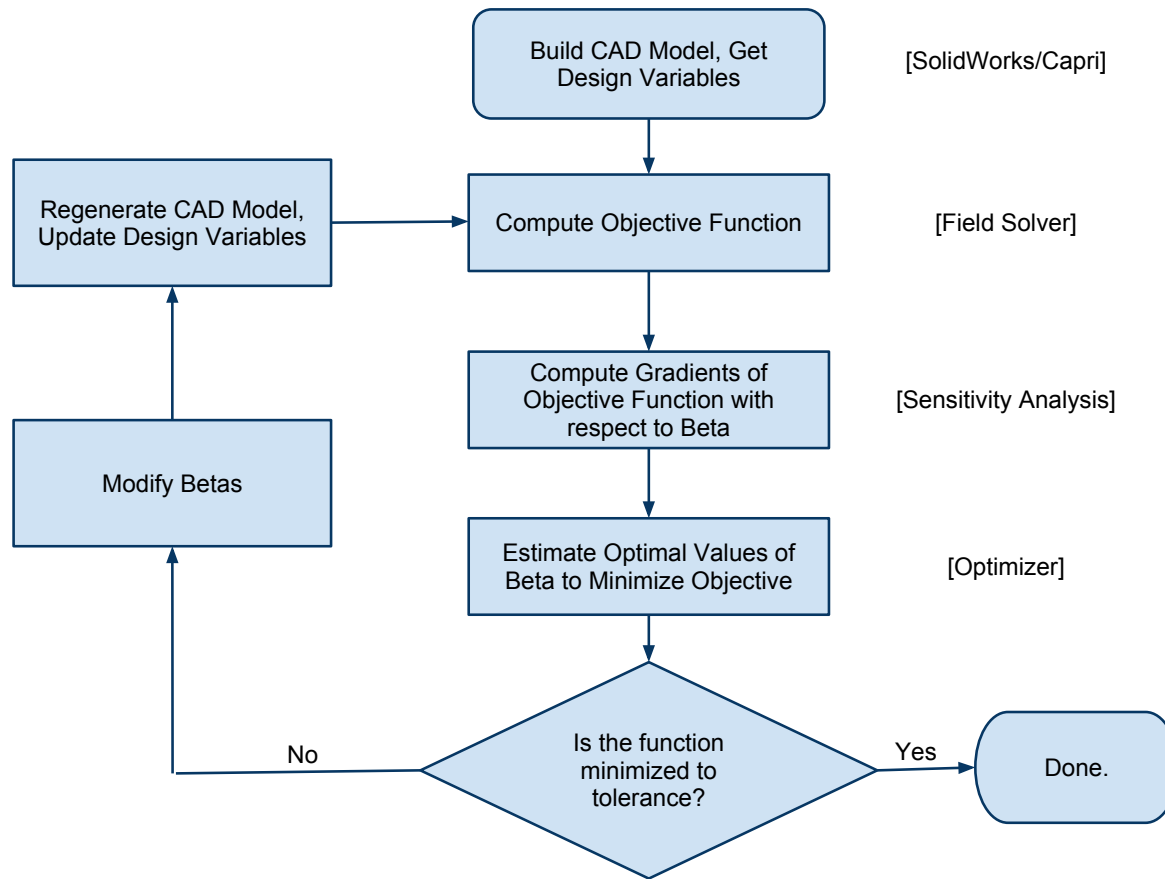 Build CAD Model, Get
Design Variables
[SolidWorks/Capri]
Regenerate CAD Model,
Update Design Variables
Compute Objective Function
[Field Solver]
Compute Gradients of
Objective Function with
respect to Beta
[Sensitivity Analysis]
Modify Betas
Estimate Optimal Values of
Beta to Minimize Objective
[Optimizer]
Is the function
minimized to
tolerance?
No
Yes
Done.